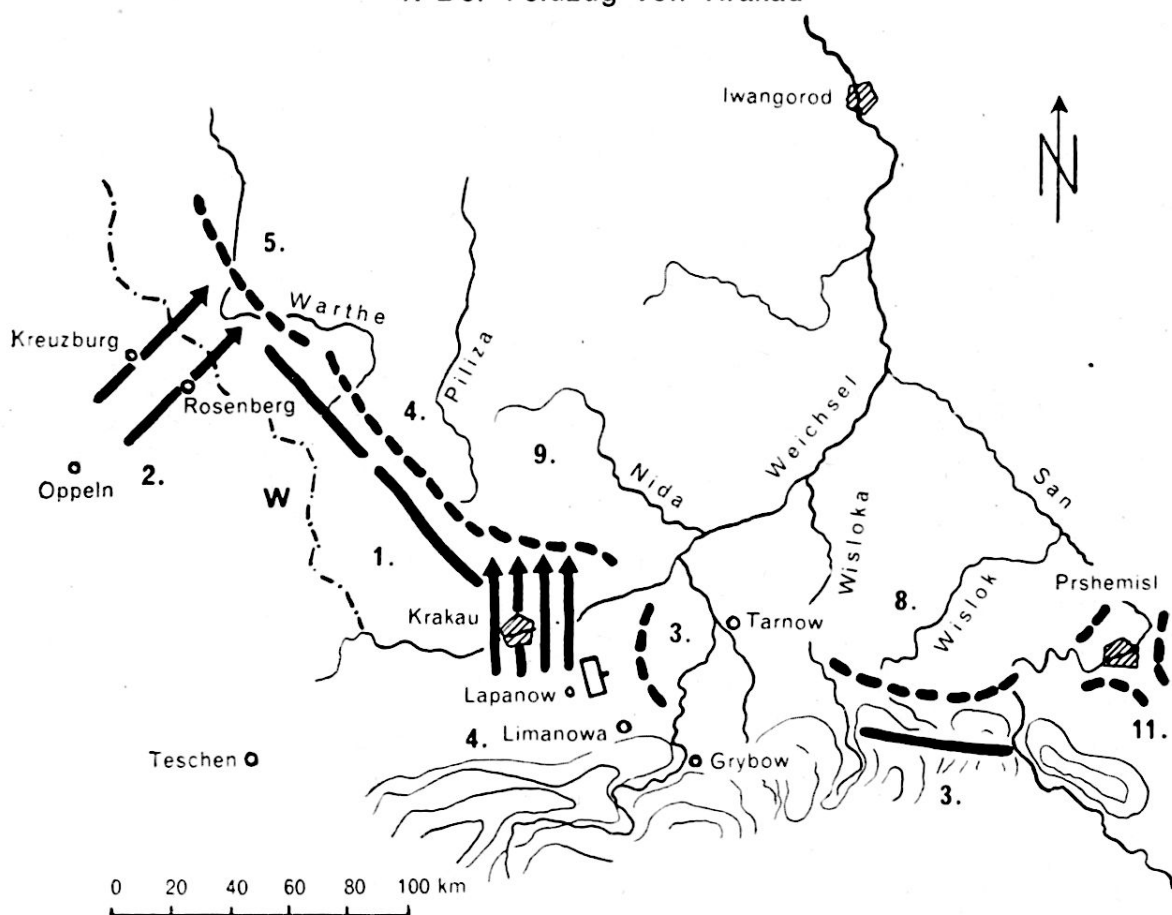 Iwangorod
N
5.
Warthe
Kreuzburg
Piliza
Rosenberg
4.
Weichsel
Oppeln
2.
9.
Nida
W
San
1.
Wisloka
Krakau
8.
Wislok
Prshemisl
3.
Tarnow
Lapanow
4.
Limanowa
11.
Teschen
Grybow
3.
0 20 40 60 80 100 km